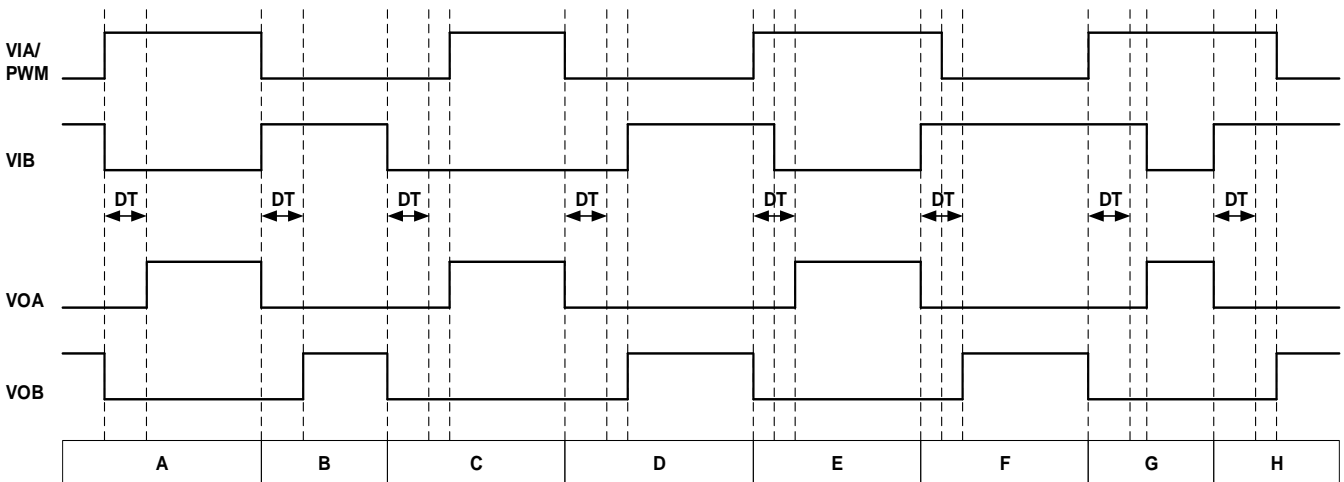 VIA/
PWM
VIB
DT DT DT DT DT DT DT DT
VOA
VOB
A B C D E F G H